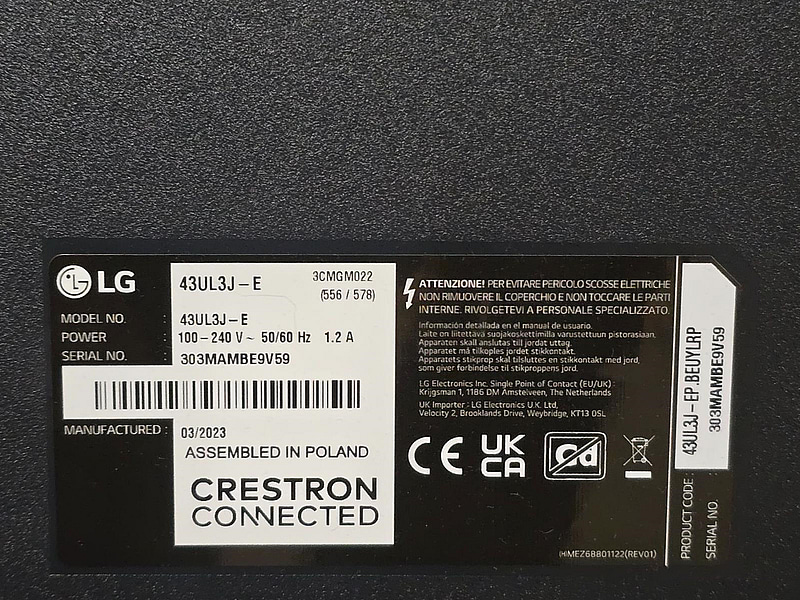 LG
43UL3J-E
3CMGM022
(556 / 578)
MODEL NO. : 43UL3J-E
POWER : 100-240 V~ 50/60 Hz 1.2 A
SERIAL NO. : 303MAMBE9V59
MANUFACTURED : 03/2023
ASSEMBLED IN POLAND
CRESTRON
CONNECTED
ATTENZIONE! PER EVITARE PERICOLO SCOSSE ELETTRICHE
NON RIMUOVERE IL COPERCHIO E NON TOCCARE LE PARTI
INTERNE. RIVOLGETEVI A PERSONALE SPECIALIZZATO.
Información detallada en el manual de usuario.
Laite on liitettävä suojakoskettimilla varustettuun pistorasiaan.
Apparaten skall anslutas till jordat uttag.
Apparatet må tilkoples jordet stikkontakt.
Apparatets stikprop skal tilsluttes en stikkontakt med jord,
som giver forbindelse til stikproppens jord.
LG Electronics Inc. Single Point of Contact (EU/UK) :
Krijgsman 1, 1186 DM Amstelveen, The Netherlands
UK Importer : LG Electronics U.K. Ltd.
Velocity 2, Brooklands Drive, Weybridge, KT13 0SL
CE
UK
CA
Cd
(H)MEZ68801122(REV01)
PRODUCT CODE : 43UL3J-EP.BEUYLRP
SERIAL NO. : 303MAMBE9V59